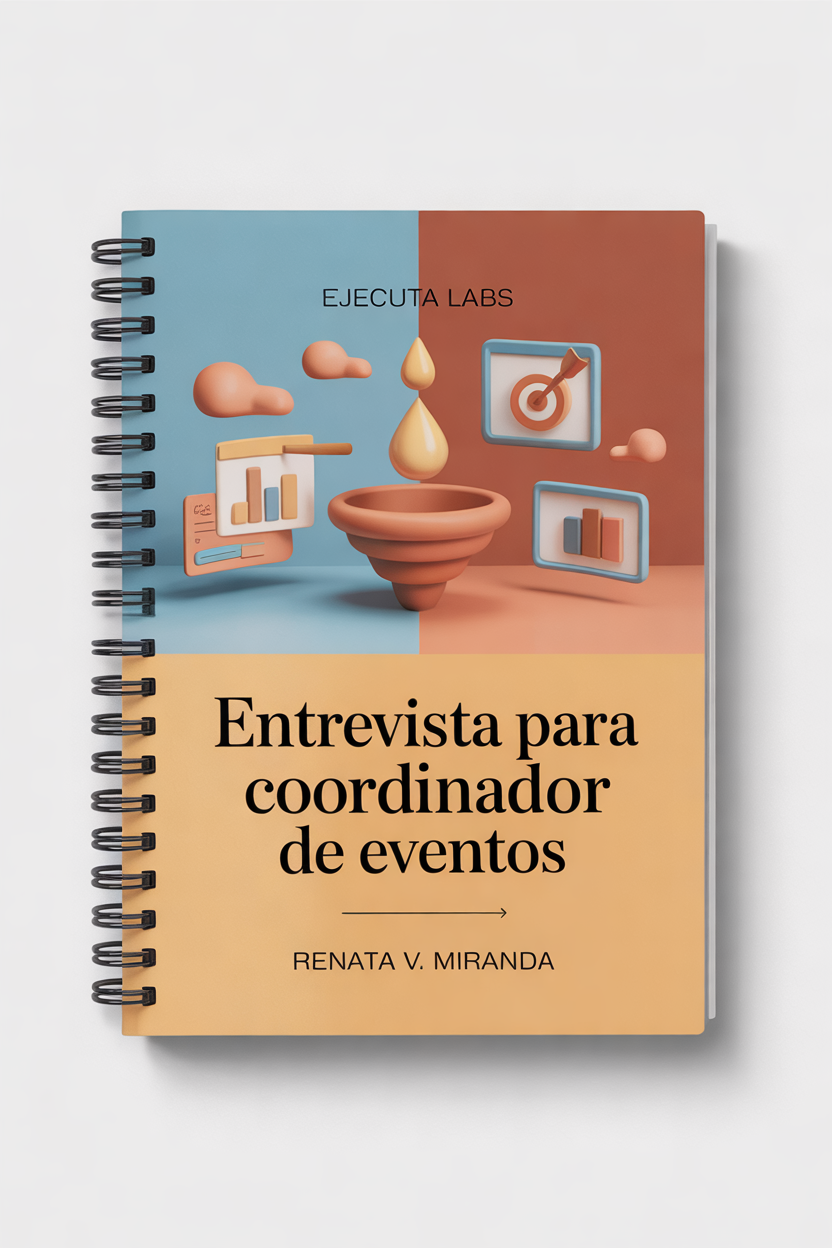 EJECUTA LABS
Entrevista para
coordinador
de eventos
RENATA V. MIRANDA